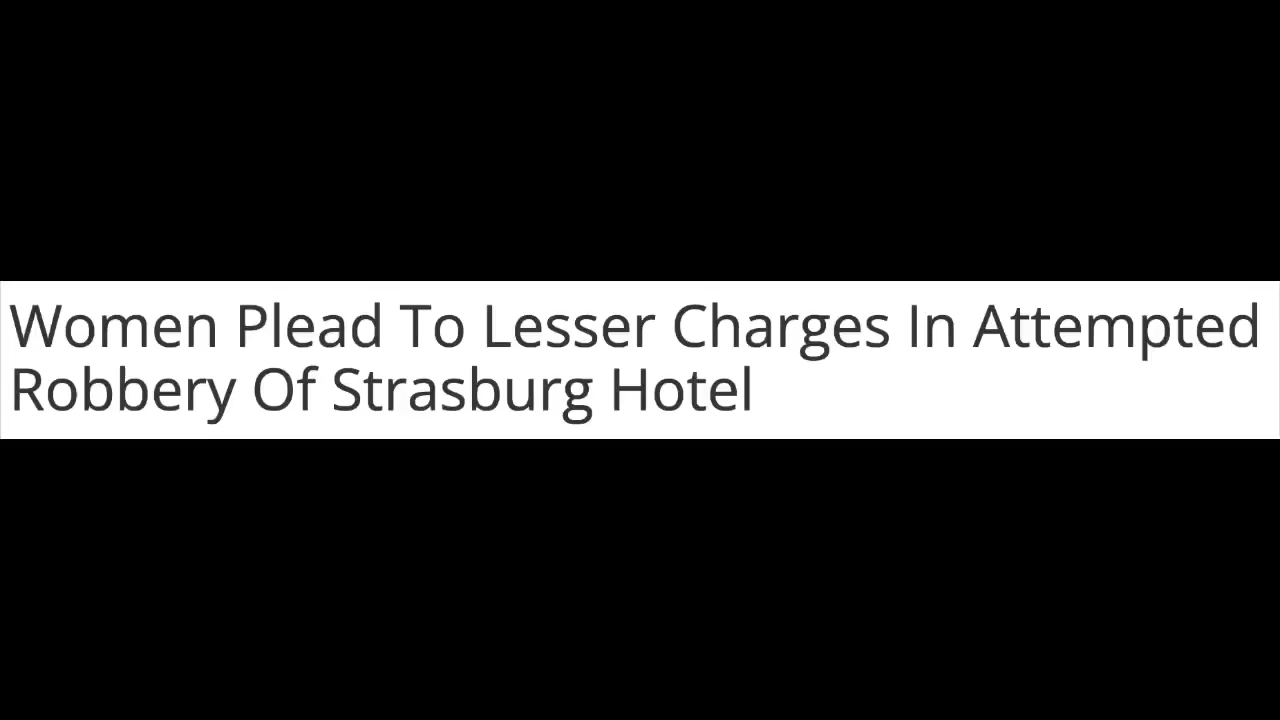 Women Plead To Lesser Charges In Attempted
Robbery Of Strasburg Hotel